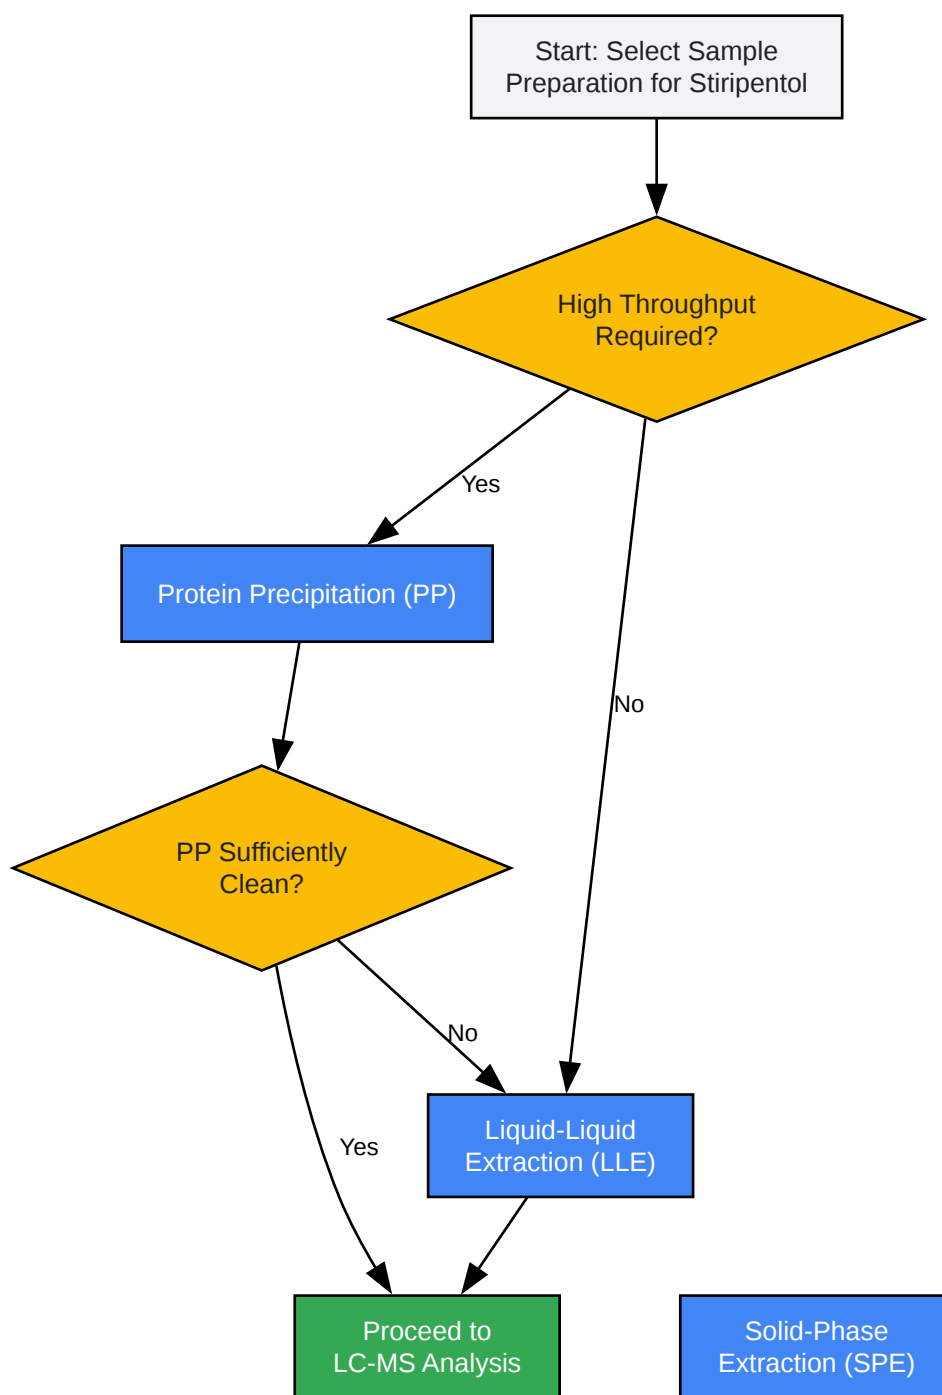 Start: Select Sample
Preparation for Stiripentol
High Throughput
Required?
Yes
Protein Precipitation (PP)
No
PP Sufficiently
Clean?
No
Yes
Liquid-Liquid
Extraction (LLE)
Proceed to
LC-MS Analysis
Solid-Phase
Extraction (SPE)